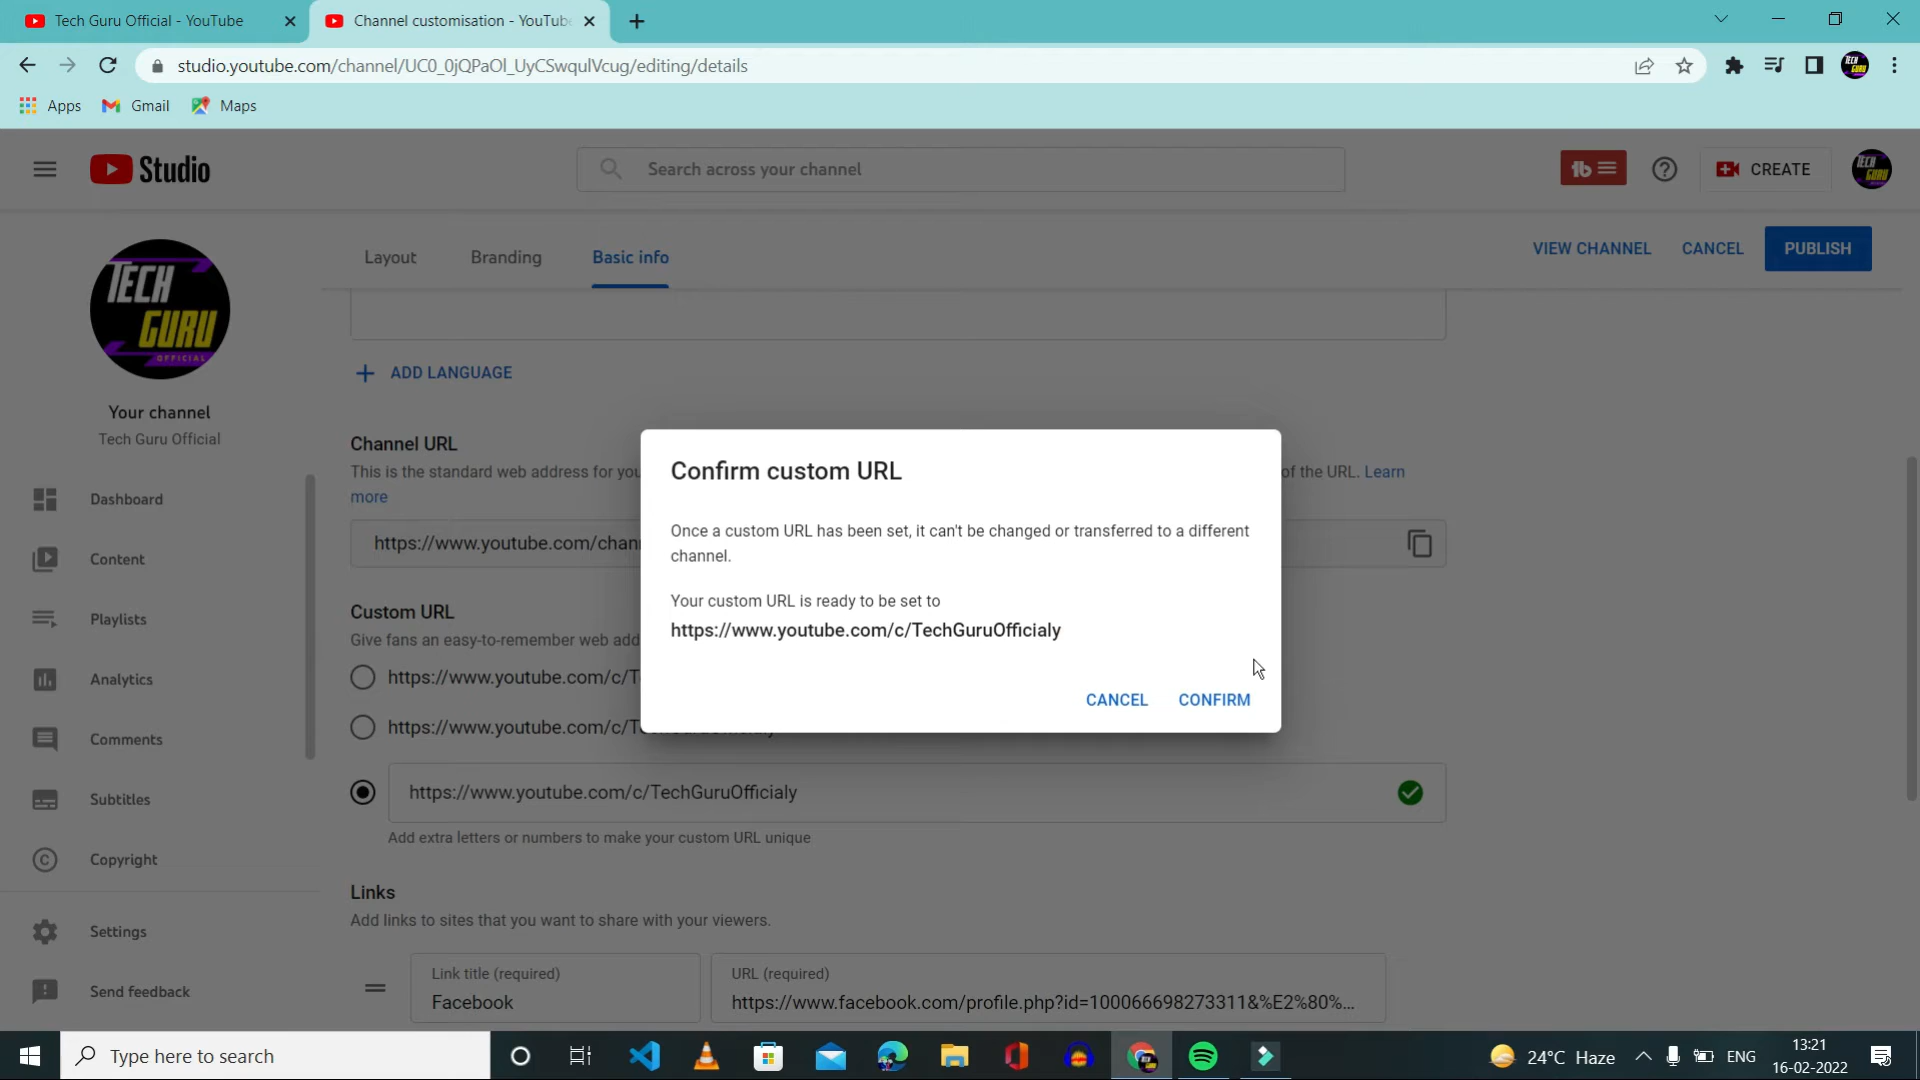 Tech Guru Official - YouTube
Channel customisation - YouTub
studio.youtube.com/channel/UC0_0jQPaOl_UyCSwqulVcug/editing/details
Apps Gmail Maps
Studio
Search across your channel
CREATE
TECH GURU OFFICIAL
Your channel
Tech Guru Official
Dashboard
Content
Playlists
Analytics
Comments
Subtitles
Copyright
Settings
Send feedback
Layout Branding Basic info
VIEW CHANNEL CANCEL PUBLISH
ADD LANGUAGE
Channel URL
This is the standard web address for you of the URL. Learn
more
https://www.youtube.com/chan
Custom URL
Give fans an easy-to-remember web add
https://www.youtube.com/c/T
https://www.youtube.com/c/T
https://www.youtube.com/c/TechGuruOfficialy
Add extra letters or numbers to make your custom URL unique
Links
Add links to sites that you want to share with your viewers.
Link title (required)
Facebook
URL (required)
https://www.facebook.com/profile.php?id=100066698273311&%E2%80%...
Confirm custom URL
Once a custom URL has been set, it can't be changed or transferred to a different
channel.
Your custom URL is ready to be set to
https://www.youtube.com/c/TechGuruOfficialy
CANCEL CONFIRM
Type here to search
24°C Haze
ENG
13:21
16-02-2022